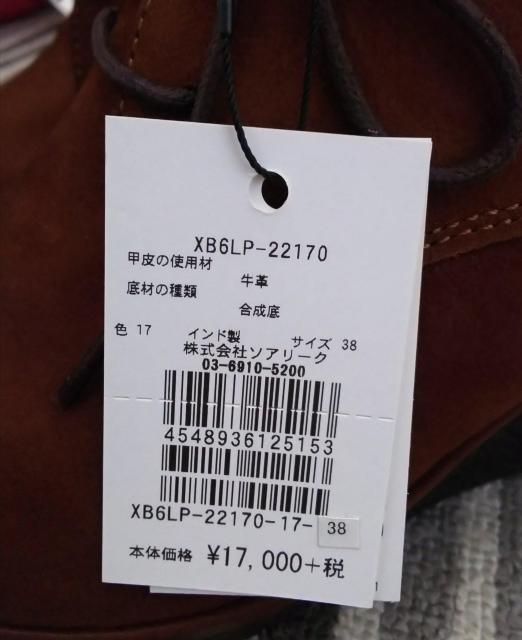 XB6LP-22170
甲皮の使用材
牛革
底材の種類
合成底
色 17 インド製 サイズ 38
株式会社ソアリーク
03-6910-5200
4548936125153
XB6LP-22170-17- 38
本体価格 ¥17,000+税